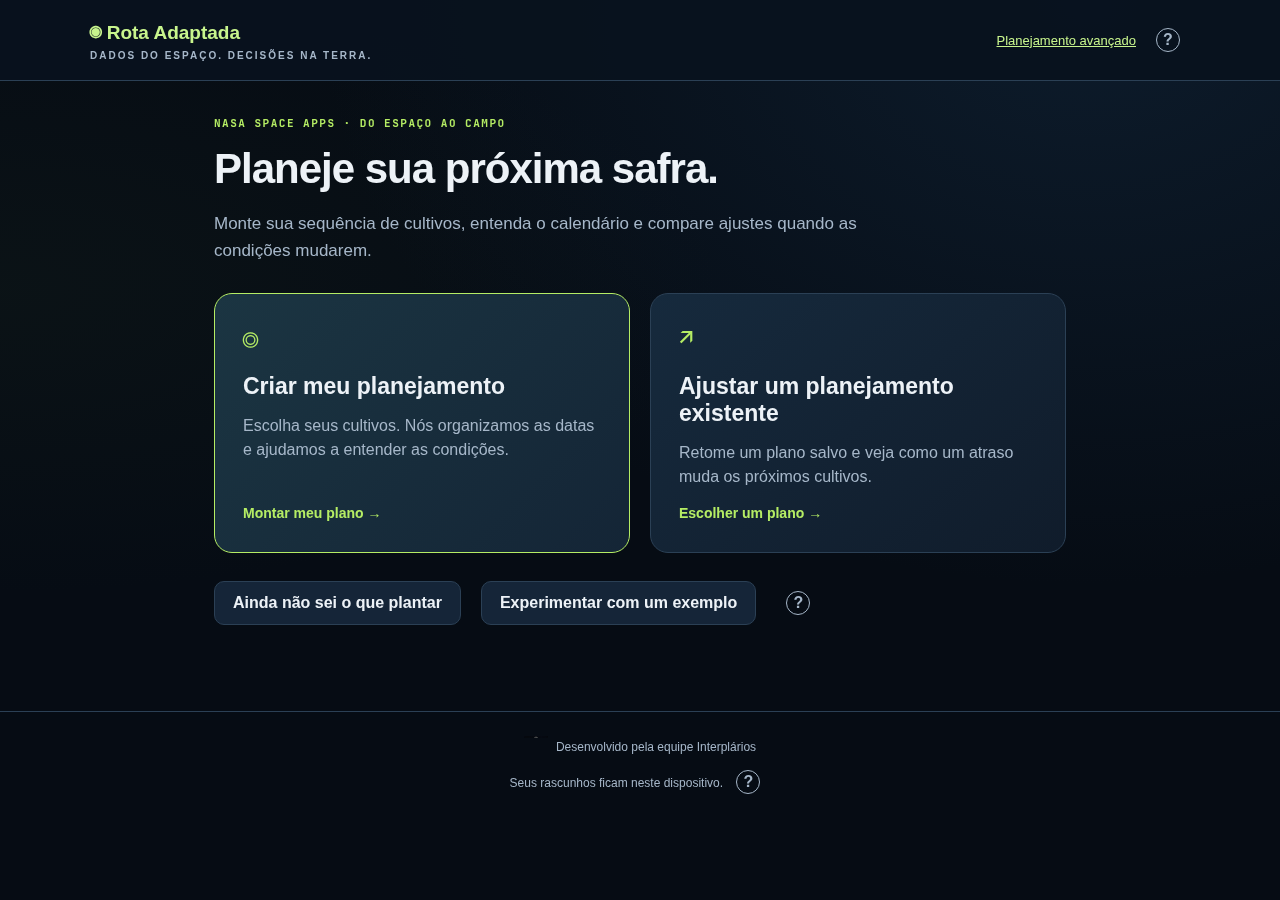 Rota Adaptada
DADOS DO ESPAÇO. DECISÕES NA TERRA.
Planejamento avançado
?
NASA SPACE APPS · DO ESPAÇO AO CAMPO
Planeje sua próxima safra.
Monte sua sequência de cultivos, entenda o calendário e compare ajustes quando as
condições mudarem.
Criar meu planejamento
Escolha seus cultivos. Nós organizamos as datas
e ajudamos a entender as condições.
Montar meu plano →
Ajustar um planejamento
existente
Retome um plano salvo e veja como um atraso
muda os próximos cultivos.
Escolher um plano →
Ainda não sei o que plantar
Experimentar com um exemplo
?
Desenvolvido pela equipe Interplários
Seus rascunhos ficam neste dispositivo.
?